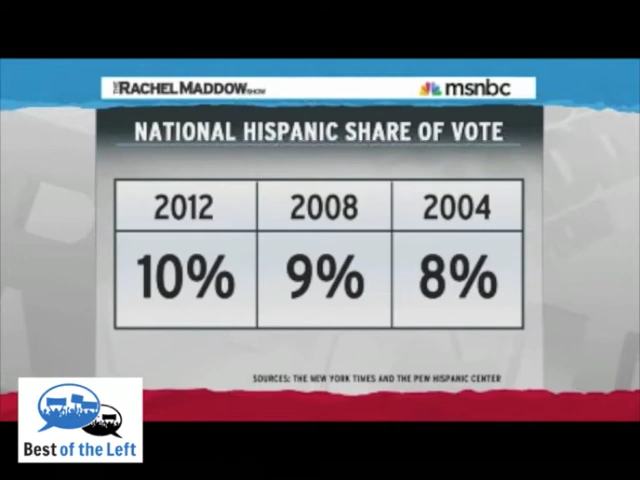 THE RACHEL MADDOW SHOW
msnbc
NATIONAL HISPANIC SHARE OF VOTE
2012 2008 2004
10% 9% 8%
SOURCES: THE NEW YORK TIMES AND THE PEW HISPANIC CENTER
Best of the Left